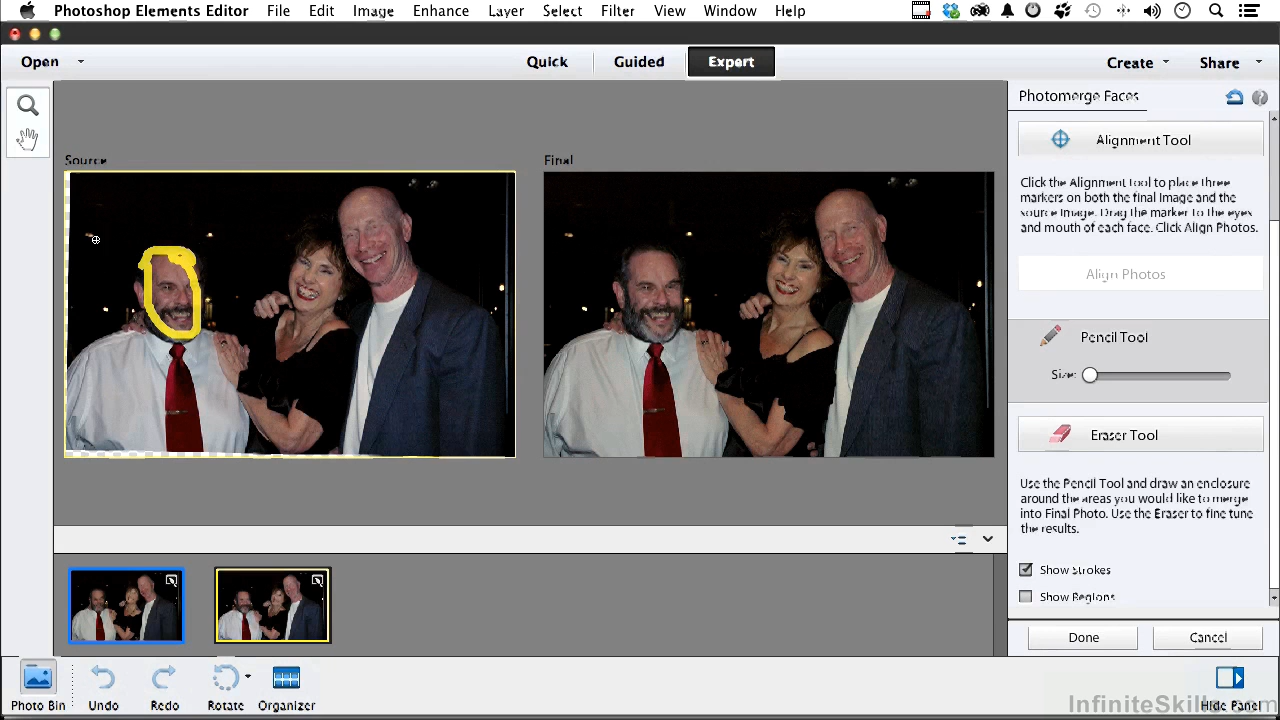 Photoshop Elements Editor File Edit Image Enhance Layer Select Filter View Window Help
Open Quick Guided Expert Create Share
Photomerge Faces
Alignment Tool
Source Final
Click the Alignment Tool to place three
markers on both the final image and the
source image. Drag the marker to the eyes
and mouth of each face. Click Align Photos.
Align Photos
Pencil Tool
Size:
Eraser Tool
Use the Pencil Tool and draw an enclosure
around the areas you would like to merge
into Final Photo. Use the Eraser to fine tune
the results.
Show Strokes
Show Regions
Done Cancel
Photo Bin Undo Redo Rotate Organizer Hide Panel
InfiniteSkills.com